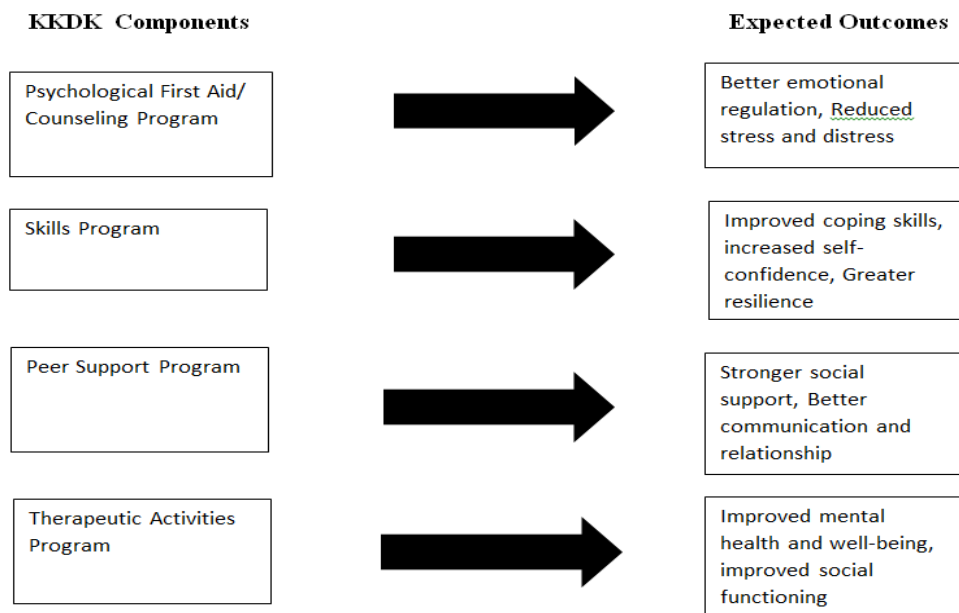 KKDK Components
Expected Outcomes
Psychological First Aid/
Counseling Program
Better emotional
regulation, Reduced
stress and distress
Skills Program
Improved coping skills,
increased self-
confidence, Greater
resilience
Peer Support Program
Stronger social
support, Better
communication and
relationship
Therapeutic Activities
Program
Improved mental
health and well-being,
improved social
functioning